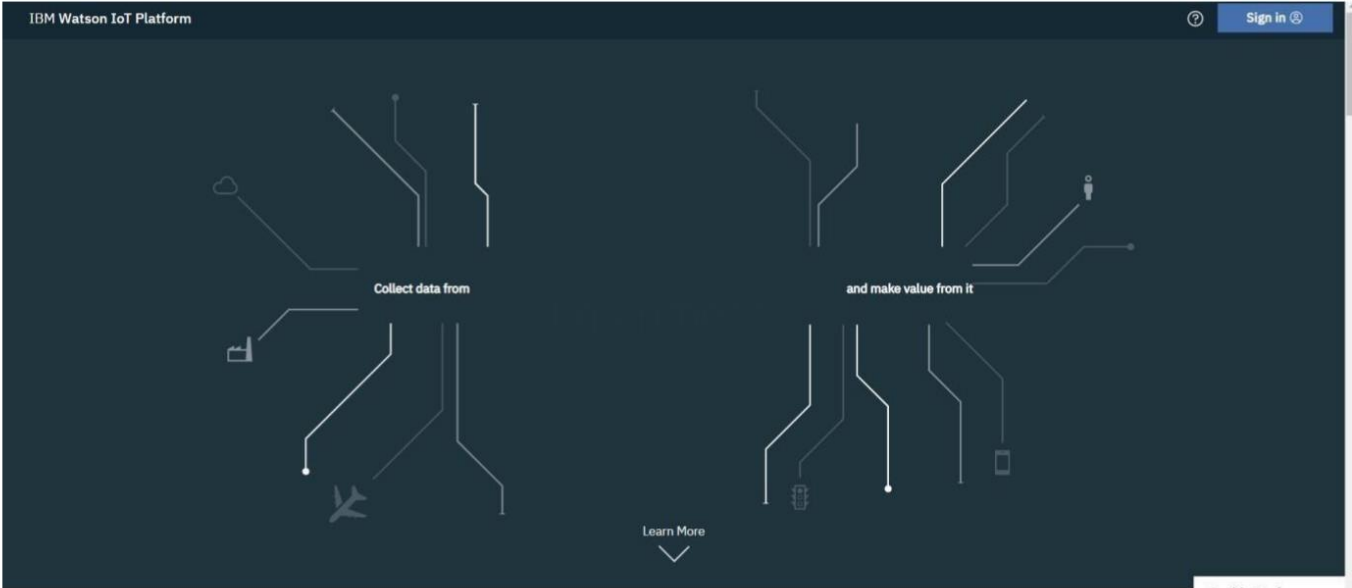 IBM Watson IoT Platform
Sign in
Collect data from
and make value from it
Learn More